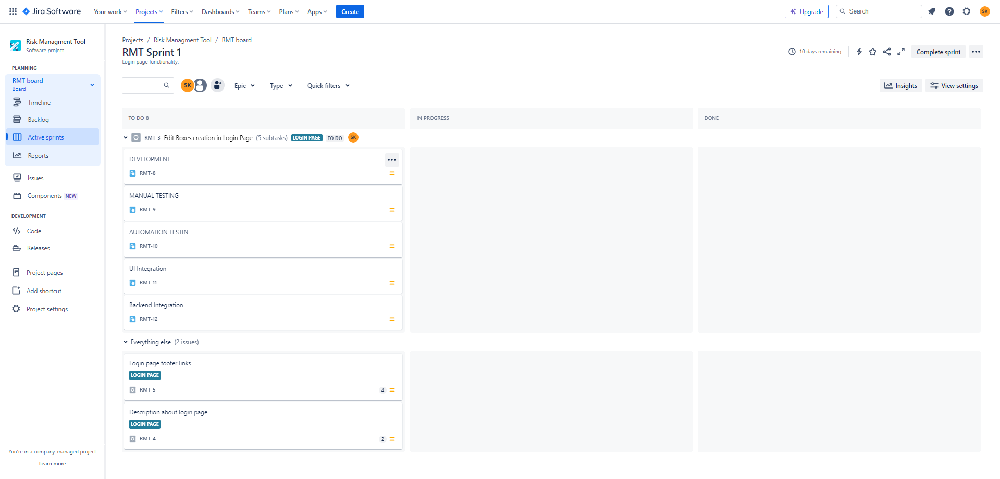 Jira Software
Your work
Projects
Filters
Dashboards
Teams
Plans
Apps
Create
Upgrade
Search
SK
Risk Managment Tool
Software project
PLANNING
RMT board
Board
Timeline
Backlog
Active sprints
Reports
Issues
Components NEW
DEVELOPMENT
Code
Releases
Project pages
Add shortcut
Project settings
You're in a company-managed project
Learn more
Projects / Risk Managment Tool / RMT board
RMT Sprint 1
Login page functionality.
10 days remaining
Complete sprint
SK
Epic
Type
Quick filters
Insights
View settings
TO DO 8
IN PROGRESS
DONE
RMT-3 Edit Boxes creation in Login Page (5 subtasks) LOGIN PAGE TO DO SK
DEVELOPMENT
RMT-8
MANUAL TESTING
RMT-9
AUTOMATION TESTIN
RMT-10
UI Integration
RMT-11
Backend Integration
RMT-12
Everything else (2 issues)
Login page footer links
LOGIN PAGE
RMT-5 4
Description about login page
LOGIN PAGE
RMT-4 2